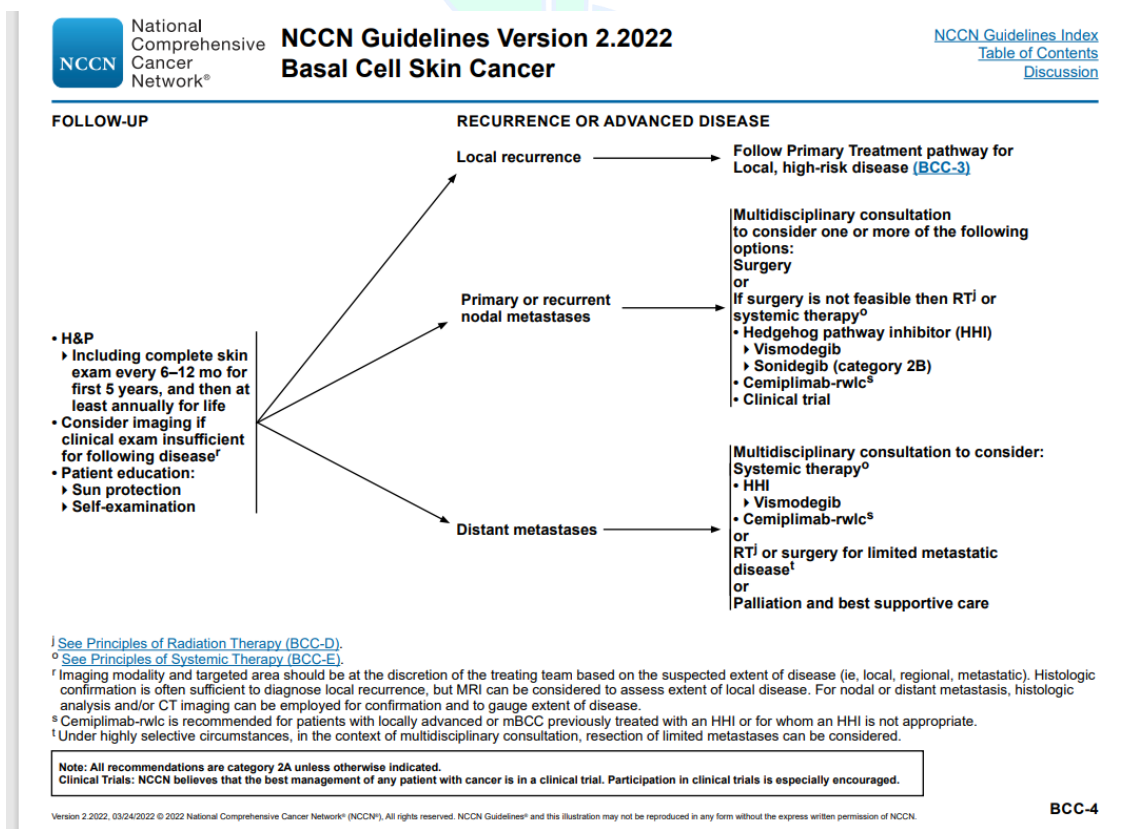 National
Comprehensive
Cancer
Network®
NCCN
NCCN Guidelines Version 2.2022
Basal Cell Skin Cancer
NCCN Guidelines Index
Table of Contents
Discussion
FOLLOW-UP
RECURRENCE OR ADVANCED DISEASE
• H&P
Including complete skin
exam every 6–12 mo for
first 5 years, and then at
least annually for life
• Consider imaging if
clinical exam insufficient
for following diseaseʳ
• Patient education:
Sun protection
Self-examination
Local recurrence
Follow Primary Treatment pathway for
Local, high-risk disease (BCC-3)
Primary or recurrent
nodal metastases
Multidisciplinary consultation
to consider one or more of the following
options:
Surgery
or
If surgery is not feasible then RTʲ or
systemic therapyᵒ
• Hedgehog pathway inhibitor (HHI)
Vismodegib
Sonidegib (category 2B)
• Cemiplimab-rwlcˢ
• Clinical trial
Distant metastases
Multidisciplinary consultation to consider:
Systemic therapyᵒ
• HHI
Vismodegib
• Cemiplimab-rwlcˢ
or
RTʲ or surgery for limited metastatic
diseaseᵗ
or
Palliation and best supportive care
ʲ See Principles of Radiation Therapy (BCC-D).
ᵒ See Principles of Systemic Therapy (BCC-E).
ʳ Imaging modality and targeted area should be at the discretion of the treating team based on the suspected extent of disease (ie, local, regional, metastatic). Histologic
confirmation is often sufficient to diagnose local recurrence, but MRI can be considered to assess extent of local disease. For nodal or distant metastasis, histologic
analysis and/or CT imaging can be employed for confirmation and to gauge extent of disease.
ˢ Cemiplimab-rwlc is recommended for patients with locally advanced or mBCC previously treated with an HHI or for whom an HHI is not appropriate.
ᵗ Under highly selective circumstances, in the context of multidisciplinary consultation, resection of limited metastases can be considered.
Note: All recommendations are category 2A unless otherwise indicated.
Clinical Trials: NCCN believes that the best management of any patient with cancer is in a clinical trial. Participation in clinical trials is especially encouraged.
Version 2.2022, 03/24/2022 © 2022 National Comprehensive Cancer Network® (NCCN®), All rights reserved. NCCN Guidelines® and this illustration may not be reproduced in any form without the express written permission of NCCN.
BCC-4